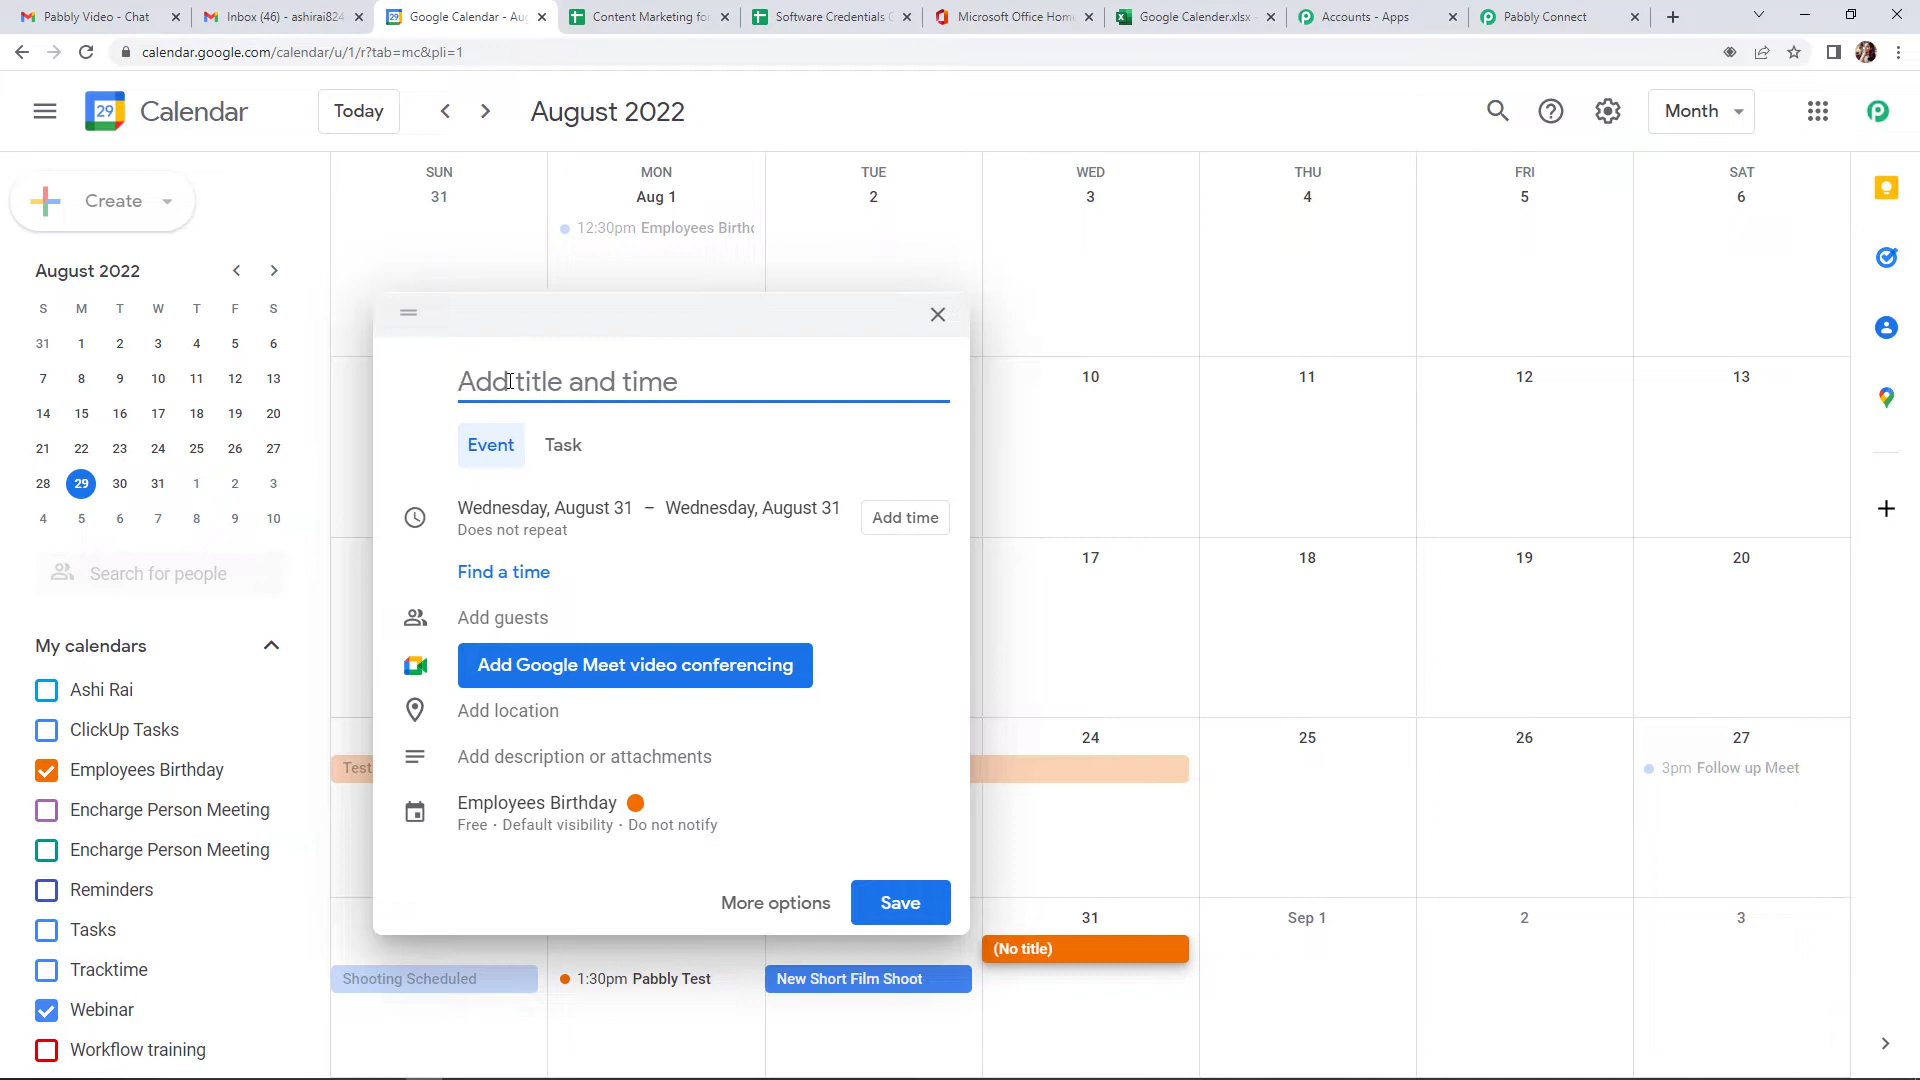 Pabbly Video - Chat
Inbox (46) - ashirai824
Google Calendar - Aug
Content Marketing for
Software Credentials
Microsoft Office Home
Google Calender.xlsx
Accounts - Apps
Pabbly Connect
calendar.google.com/calendar/u/1/r?tab=mc&pli=1
29 Calendar
Today
August 2022
Month
Create
SUN MON TUE WED THU FRI SAT
31 Aug 1 2 3 4 5 6
12:30pm Employees Birth
August 2022
S M T W T F S
31 1 2 3 4 5 6
7 8 9 10 11 12 13
14 15 16 17 18 19 20
21 22 23 24 25 26 27
28 29 30 31 1 2 3
4 5 6 7 8 9 10
Search for people
My calendars
Ashi Rai
ClickUp Tasks
Employees Birthday
Encharge Person Meeting
Encharge Person Meeting
Reminders
Tasks
Tracktime
Webinar
Workflow training
Add title and time
Event Task
Wednesday, August 31 – Wednesday, August 31
Add time
Does not repeat
Find a time
Add guests
Add Google Meet video conferencing
Add location
Add description or attachments
Employees Birthday
Free · Default visibility · Do not notify
More options
Save
10 11 12 13
17 18 19 20
24 25 26 27
Test
3pm Follow up Meet
31 Sep 1 2 3
(No title)
Shooting Scheduled
1:30pm Pabbly Test
New Short Film Shoot